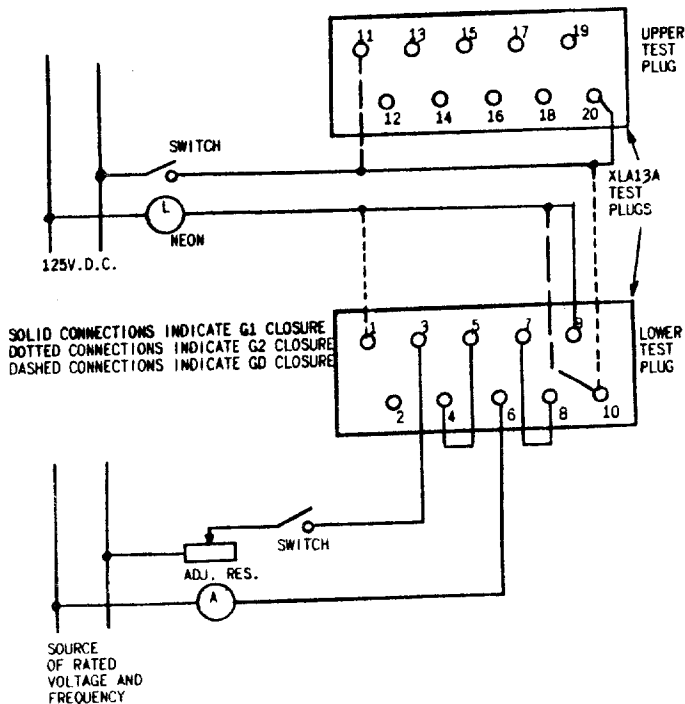 11 13 15 17 19
12 14 16 18 20
UPPER
TEST
PLUG
SWITCH
XLA13A
TEST
PLUGS
L
NEON
125V.D.C.
SOLID CONNECTIONS INDICATE G1 CLOSURE
DOTTED CONNECTIONS INDICATE G2 CLOSURE
DASHED CONNECTIONS INDICATE GD CLOSURE
1 3 5 7 9
2 4 6 8 10
LOWER
TEST
PLUG
SWITCH
ADJ. RES.
A
SOURCE
OF RATED
VOLTAGE AND
FREQUENCY